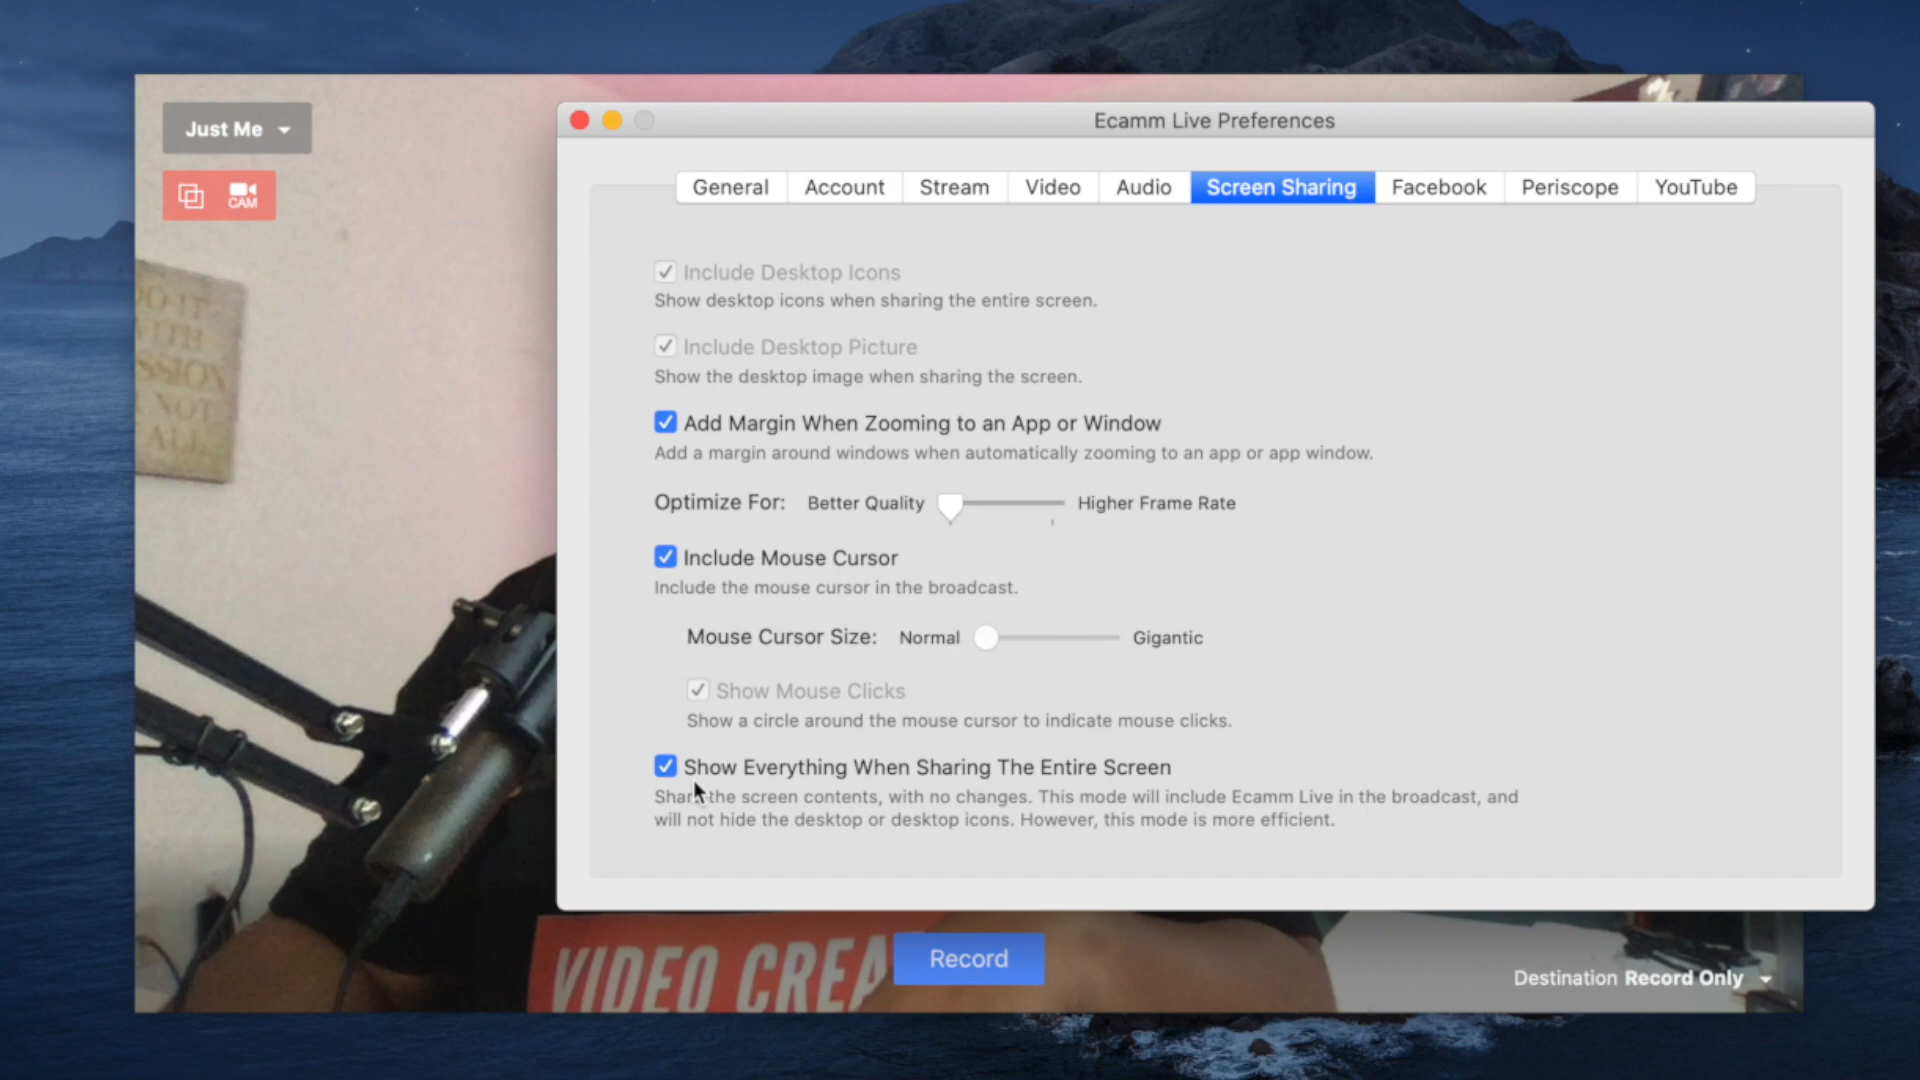 Just Me
CAM
Ecamm Live Preferences
General Account Stream Video Audio Screen Sharing Facebook Periscope YouTube
Include Desktop Icons
Show desktop icons when sharing the entire screen.
Include Desktop Picture
Show the desktop image when sharing the screen.
Add Margin When Zooming to an App or Window
Add a margin around windows when automatically zooming to an app or app window.
Optimize For: Better Quality Higher Frame Rate
Include Mouse Cursor
Include the mouse cursor in the broadcast.
Mouse Cursor Size: Normal Gigantic
Show Mouse Clicks
Show a circle around the mouse cursor to indicate mouse clicks.
Show Everything When Sharing The Entire Screen
Share the screen contents, with no changes. This mode will include Ecamm Live in the broadcast, and
will not hide the desktop or desktop icons. However, this mode is more efficient.
DO IT
WITH
NOT
ALL
VIDEO CREA
Record
Destination Record Only